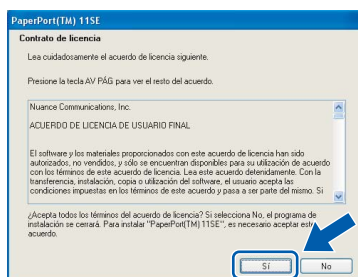 PaperPort(TM) 11SE
Contrato de licencia
Lea cuidadosamente el acuerdo de licencia siguiente.
Presione la tecla AV PÁG para ver el resto del acuerdo.
Nuance Communications, Inc.
ACUERDO DE LICENCIA DE USUARIO FINAL
El software y los materiales proporcionados con este acuerdo de licencia han sido
autorizados, no vendidos, y sólo se encuentran disponibles para su utilización de acuerdo
con los términos de este acuerdo de licencia. Lea este acuerdo detenidamente. Con la
transferencia, instalación, copia o utilización del software, el usuario acepta las
condiciones impuestas en los términos de este acuerdo y pasa a ser parte del mismo. Si
¿Acepta todos los términos del acuerdo de licencia? Si selecciona No, el programa de
instalación se cerrará. Para instalar "PaperPort(TM) 11SE", es necesario aceptar este
acuerdo.
Sí
No